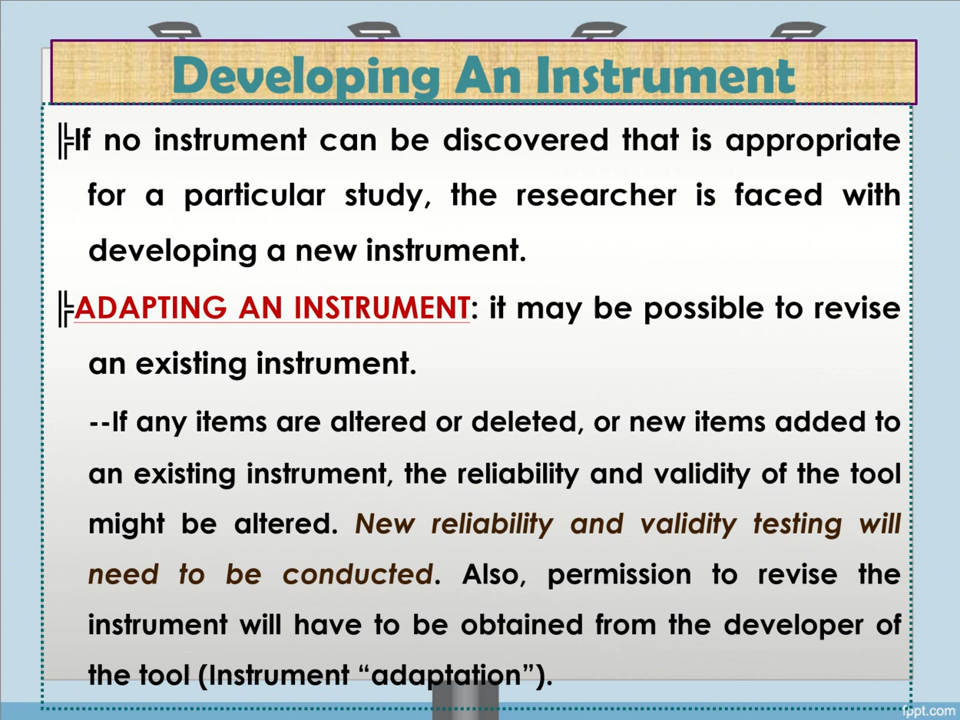 Developing An Instrument
╠If no instrument can be discovered that is appropriate
for a particular study, the researcher is faced with
developing a new instrument.
╠ADAPTING AN INSTRUMENT: it may be possible to revise
an existing instrument.
--If any items are altered or deleted, or new items added to
an existing instrument, the reliability and validity of the tool
might be altered. New reliability and validity testing will
need to be conducted. Also, permission to revise the
instrument will have to be obtained from the developer of
the tool (Instrument “adaptation”).
fppt.com